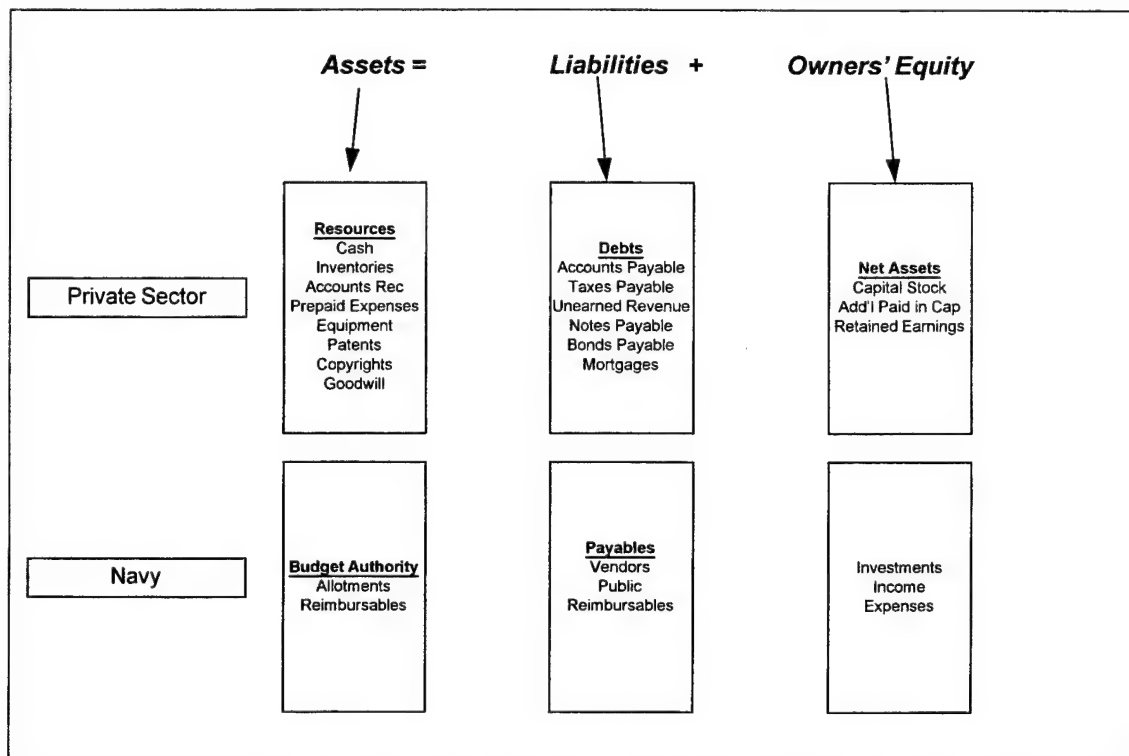 Assets = Liabilities + Owners' Equity
Private Sector
Resources
Cash
Inventories
Accounts Rec
Prepaid Expenses
Equipment
Patents
Copyrights
Goodwill
Debts
Accounts Payable
Taxes Payable
Unearned Revenue
Notes Payable
Bonds Payable
Mortgages
Net Assets
Capital Stock
Add'l Paid in Cap
Retained Earnings
Navy
Budget Authority
Allotments
Reimbursables
Payables
Vendors
Public
Reimbursables
Investments
Income
Expenses